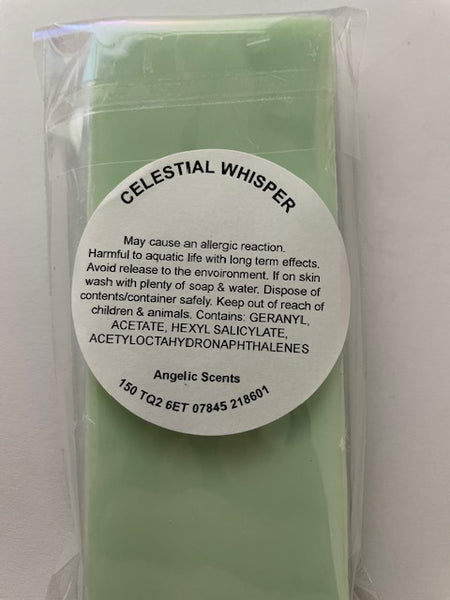 CELESTIAL WHISPER
May cause an allergic reaction.
Harmful to aquatic life with long term effects.
Avoid release to the envoironment. If on skin
wash with plenty of soap & water. Dispose of
contents/container safely. Keep out of reach of
children & animals. Contains: GERANYL,
ACETATE, HEXYL SALICYLATE,
ACETYLOCTAHYDRONAPHTHALENES
Angelic Scents
150 TQ2 6ET 07845 218601